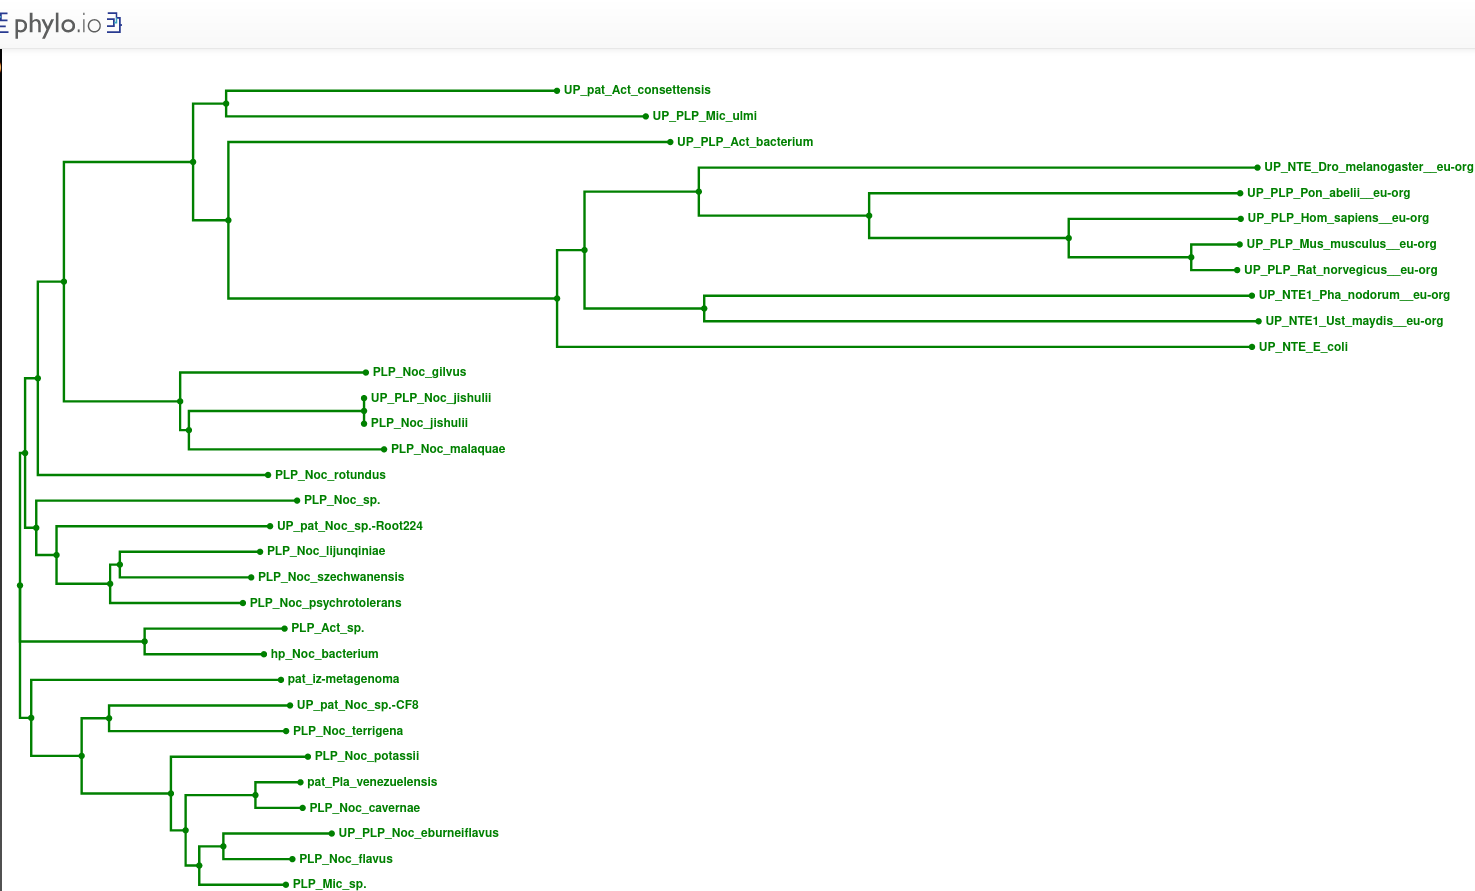 phylo.io
UP_pat_Act_consettensis
UP_PLP_Mic_ulmi
UP_PLP_Act_bacterium
UP_NTE_Dro_melanogaster__eu-org
UP_PLP_Pon_abelii__eu-org
UP_PLP_Hom_sapiens__eu-org
UP_PLP_Mus_musculus__eu-org
UP_PLP_Rat_norvegicus__eu-org
UP_NTE1_Pha_nodorum__eu-org
UP_NTE1_Ust_maydis__eu-org
UP_NTE_E_coli
PLP_Noc_gilvus
UP_PLP_Noc_jishulii
PLP_Noc_jishulii
PLP_Noc_malaquae
PLP_Noc_rotundus
PLP_Noc_sp.
UP_pat_Noc_sp.-Root224
PLP_Noc_lijunqiniae
PLP_Noc_szechwanensis
PLP_Noc_psychrotolerans
PLP_Act_sp.
hp_Noc_bacterium
pat_iz-metagenoma
UP_pat_Noc_sp.-CF8
PLP_Noc_terrigena
PLP_Noc_potassii
pat_Pla_venezuelensis
PLP_Noc_cavernae
UP_PLP_Noc_eburneiflavus
PLP_Noc_flavus
PLP_Mic_sp.